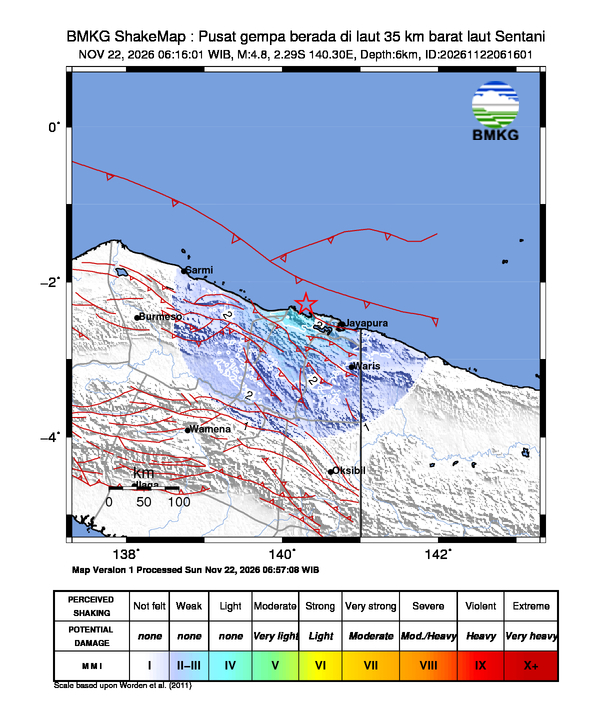 BMKG ShakeMap : Pusat gempa berada di laut 35 km barat laut Sentani
NOV 22, 2026 06:16:01 WIB, M:4.8, 2.29S 140.30E, Depth:6km, ID:20261122061601
BMKG
0°
−2°
−4°
Sarmi
Burmeso
Jayapura
Waris
Wamena
Oksibil
Ilaga
2
2
2
1
1
km
0 50 100
138° 140° 142°
Map Version 1 Processed Sun Nov 22, 2026 06:57:08 WIB
PERCEIVED SHAKING Not felt Weak Light Moderate Strong Very strong Severe Violent Extreme
POTENTIAL DAMAGE none none none Very light Light Moderate Mod./Heavy Heavy Very heavy
MMI I II–III IV V VI VII VIII IX X+
Scale based upon Worden et al. (2011)